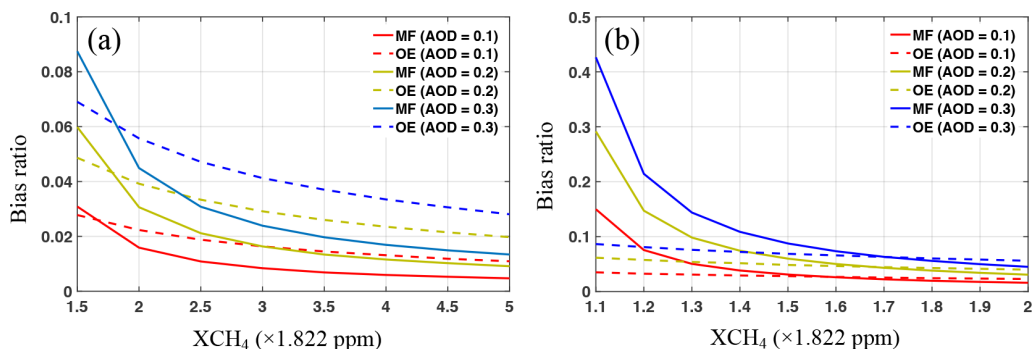 (a)
Bias ratio
0.1
0.08
0.06
0.04
0.02
0
MF (AOD = 0.1)
OE (AOD = 0.1)
MF (AOD = 0.2)
OE (AOD = 0.2)
MF (AOD = 0.3)
OE (AOD = 0.3)
1.5 2 2.5 3 3.5 4 4.5 5
XCH₄ (×1.822 ppm)
(b)
Bias ratio
0.5
0.4
0.3
0.2
0.1
0
MF (AOD = 0.1)
OE (AOD = 0.1)
MF (AOD = 0.2)
OE (AOD = 0.2)
MF (AOD = 0.3)
OE (AOD = 0.3)
1.1 1.2 1.3 1.4 1.5 1.6 1.7 1.8 1.9 2
XCH₄ (×1.822 ppm)